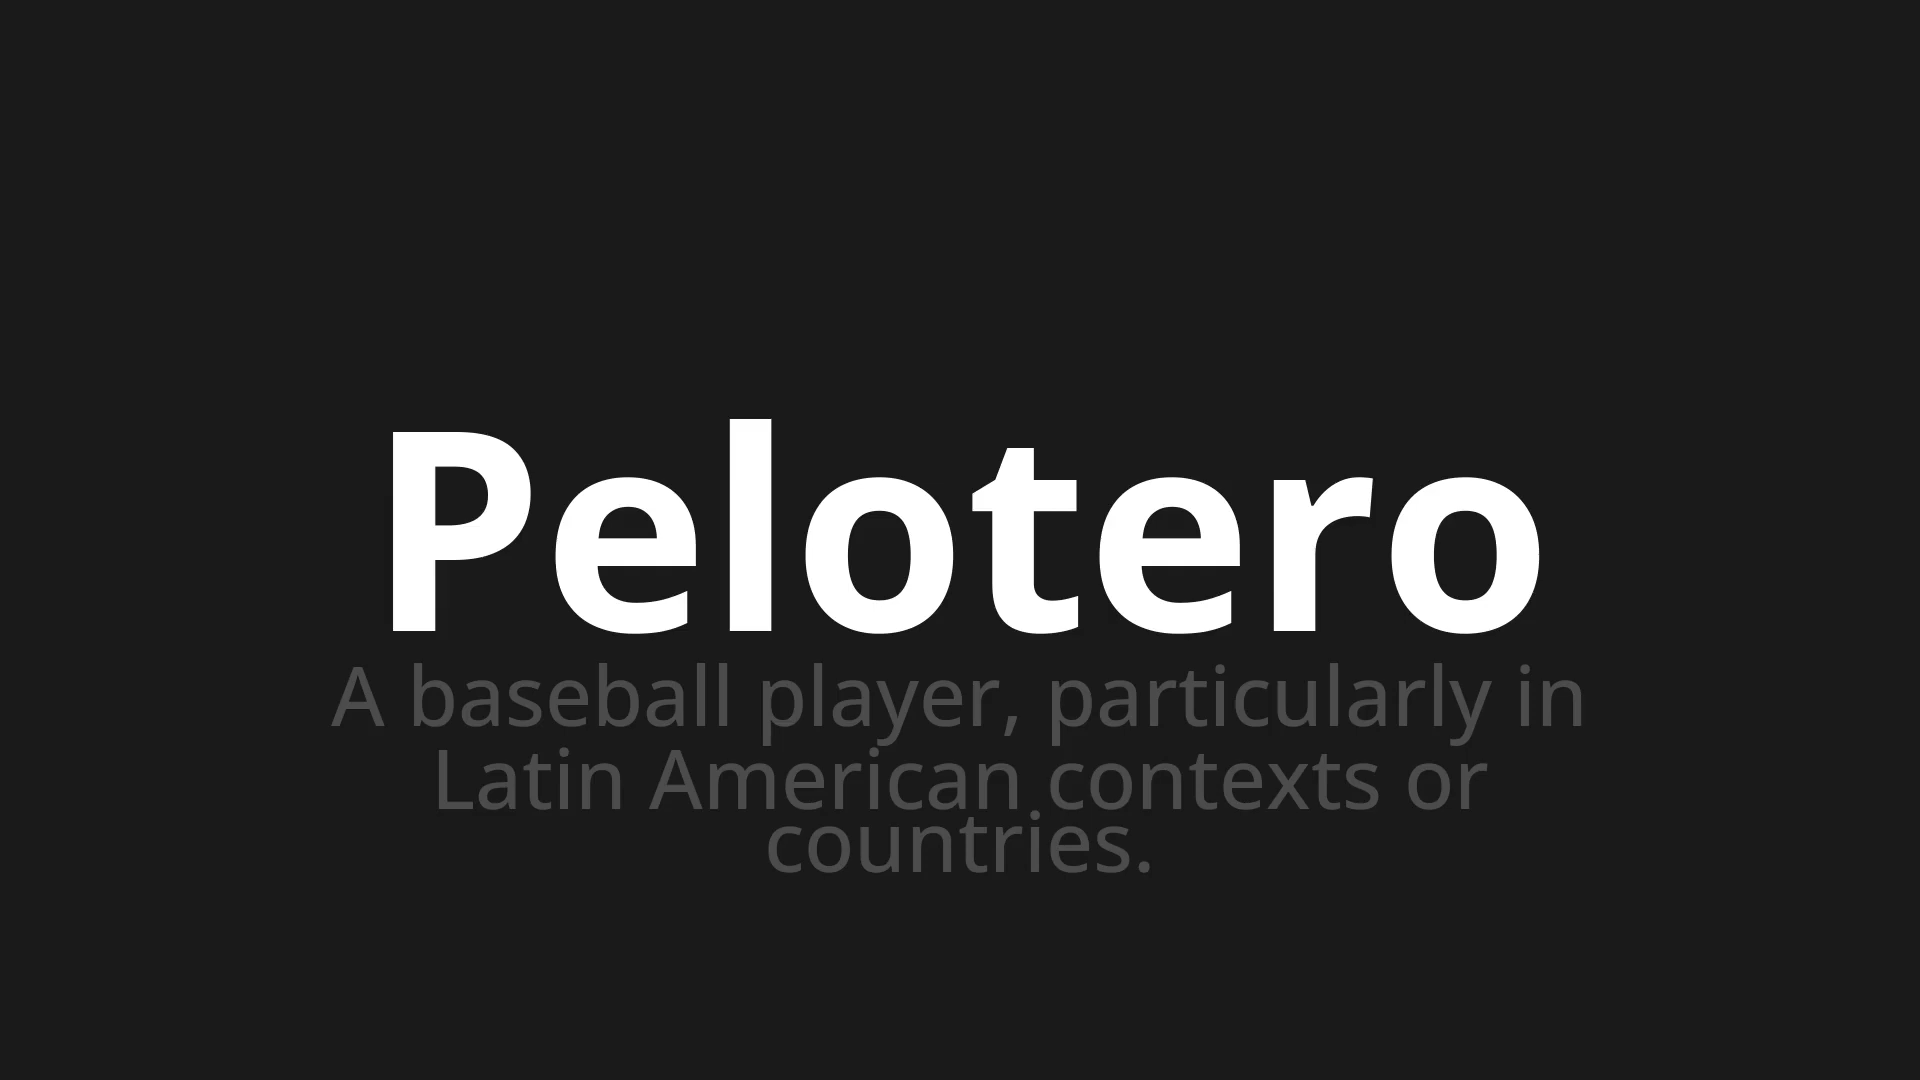 Pelotero
A baseball player, particularly in
Latin American contexts or
countries.